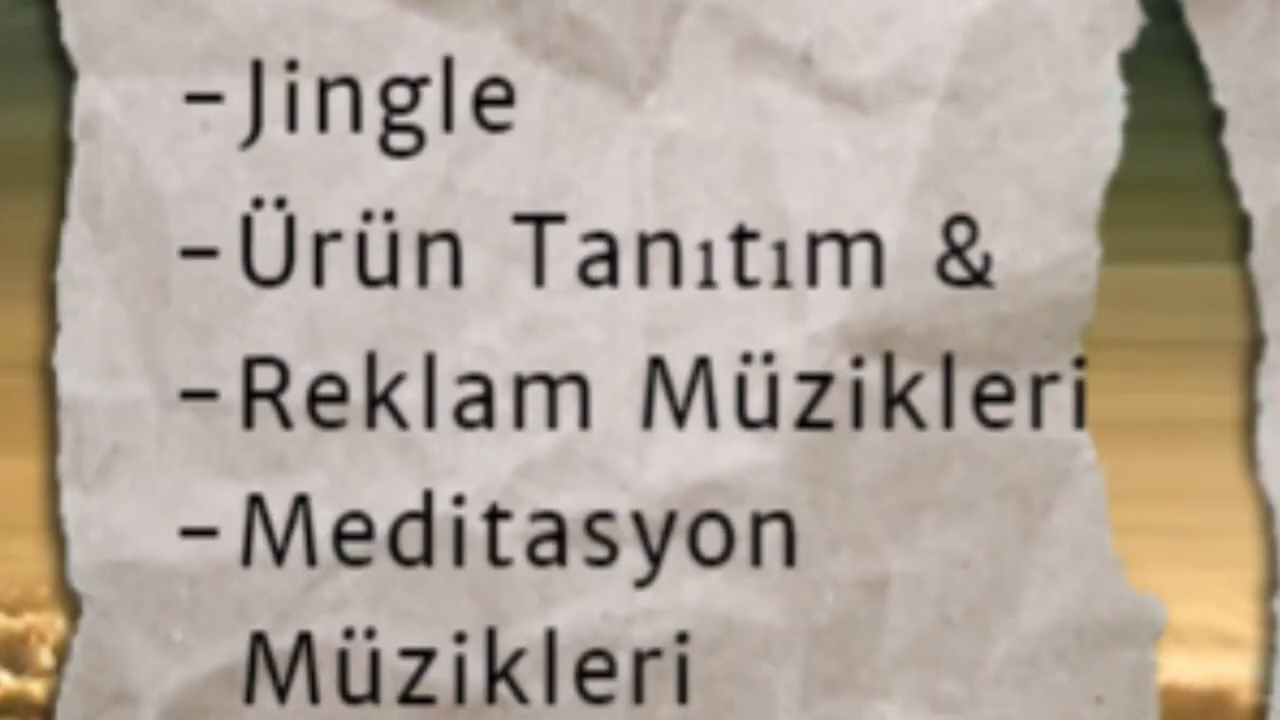 -Jingle
-Ürün Tanıtım &
-Reklam Müzikleri
-Meditasyon
Müzikleri